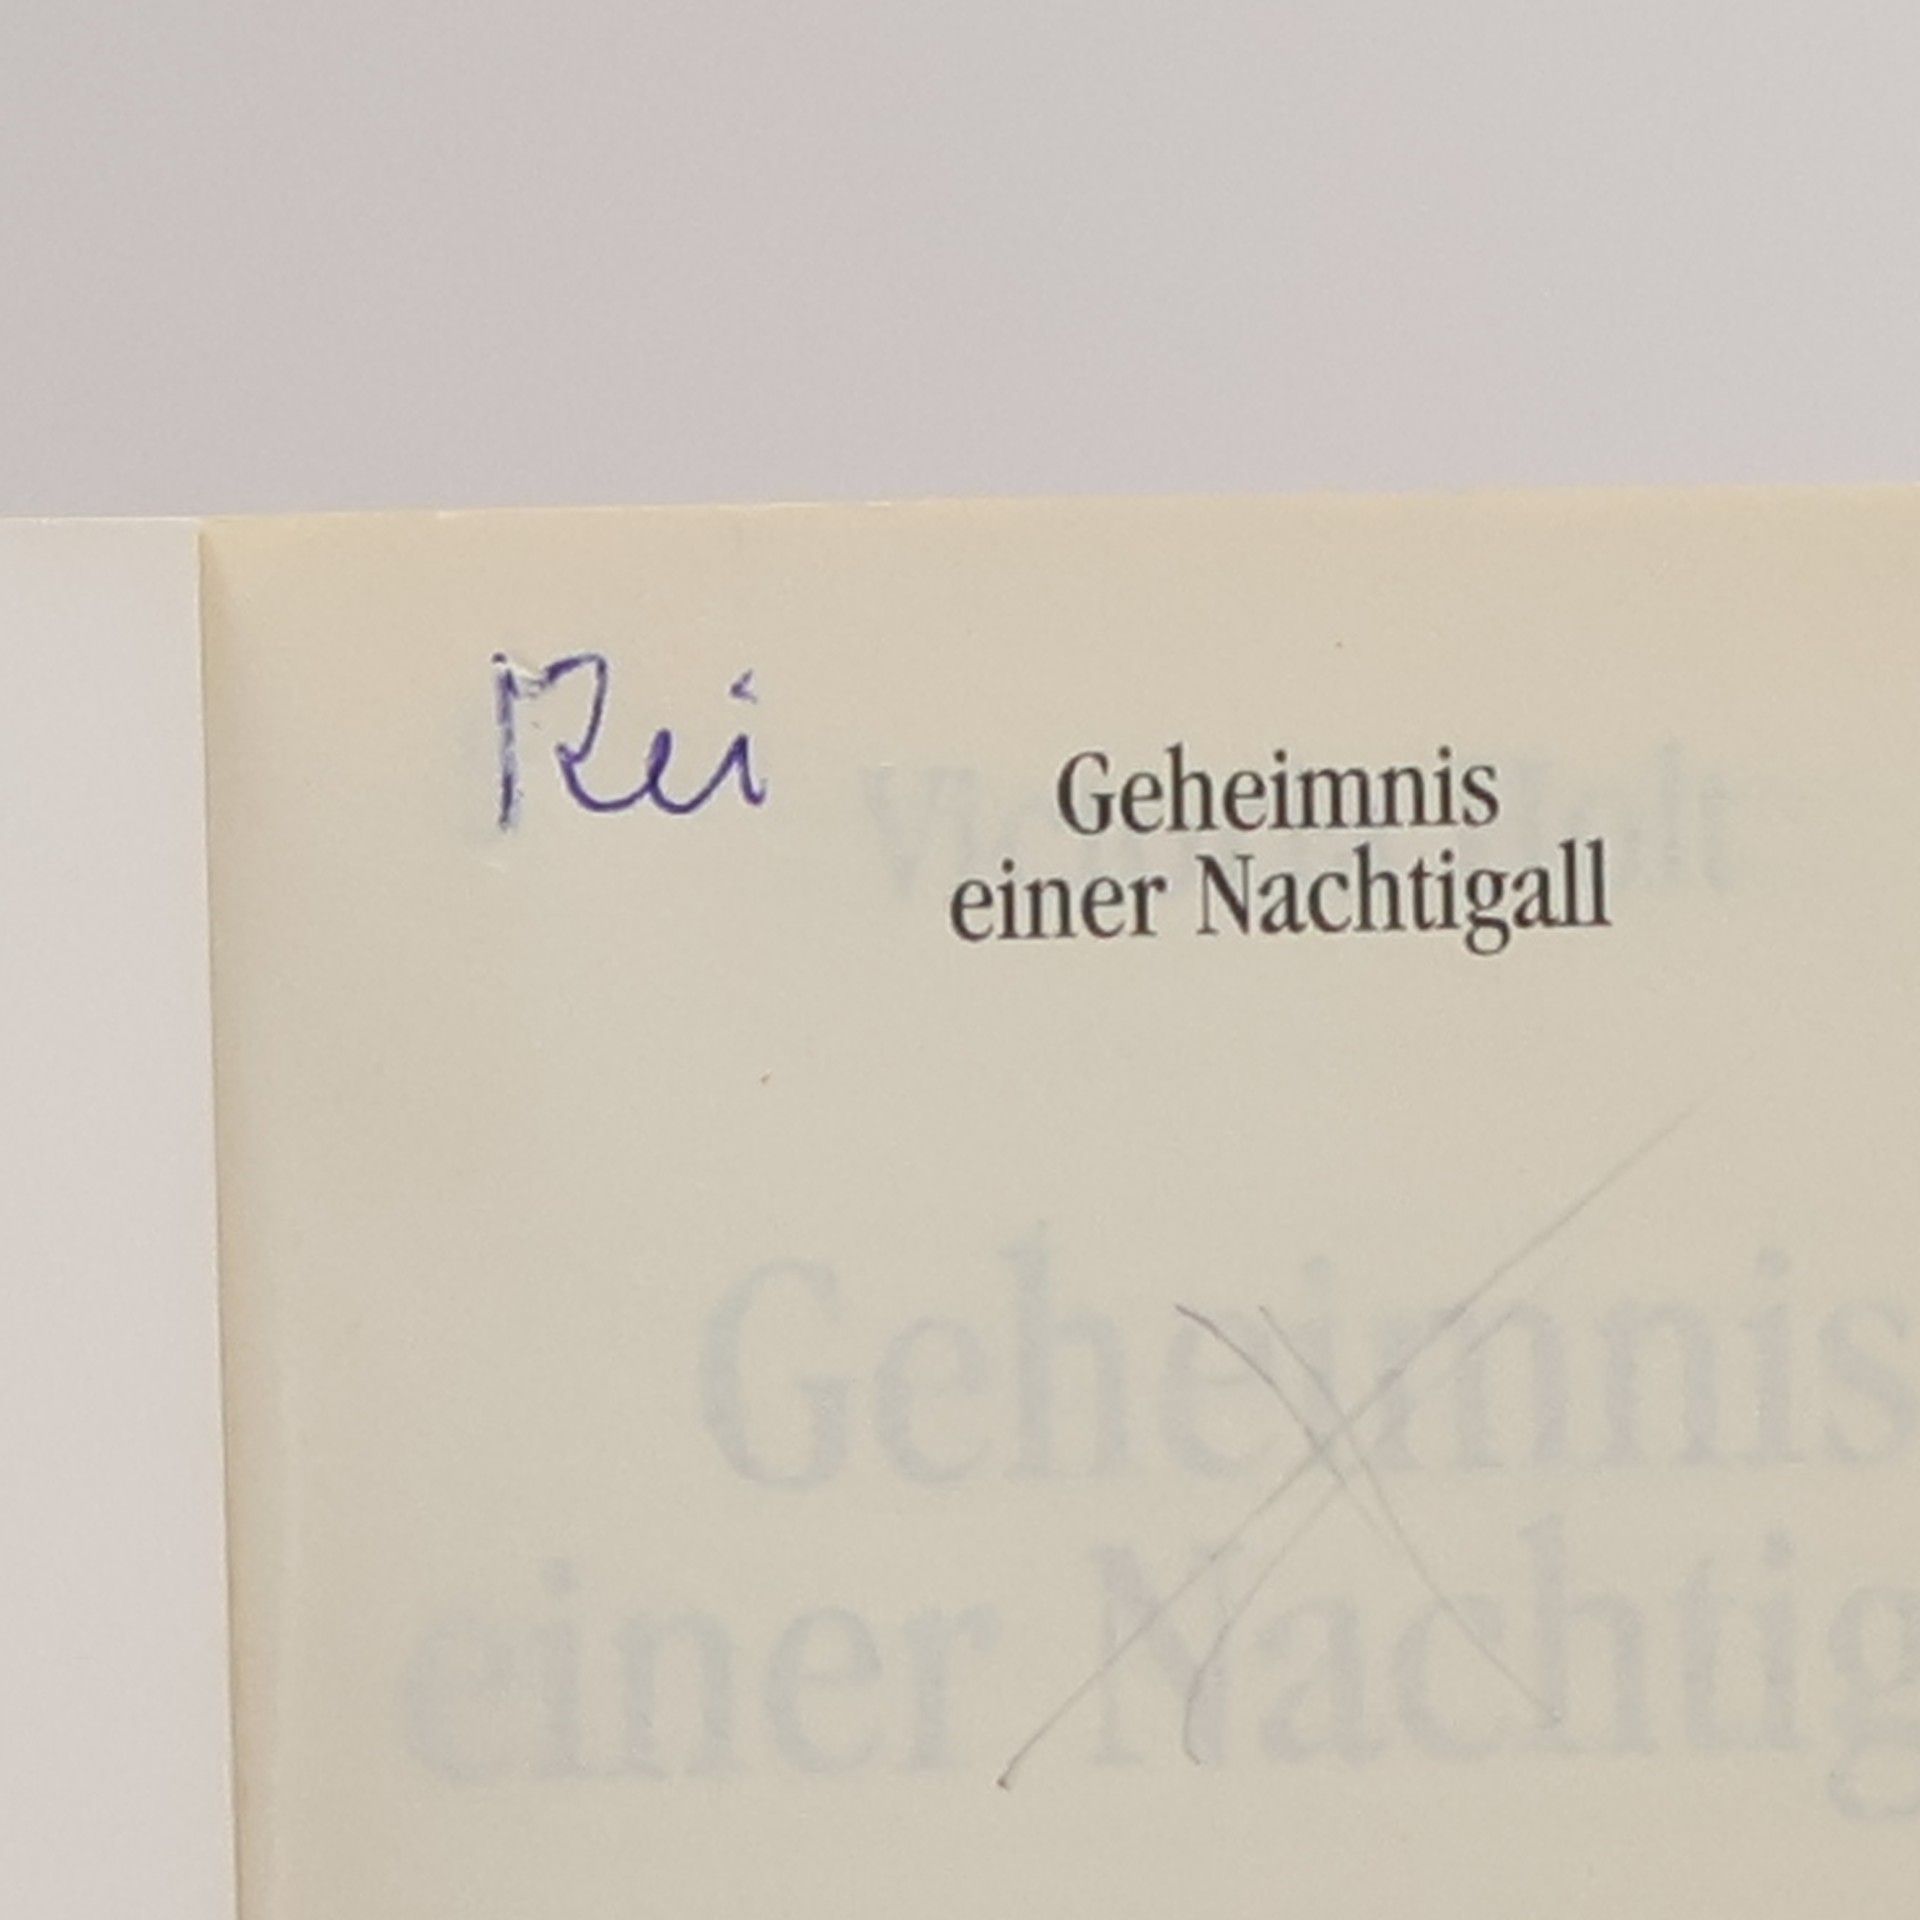 Rei
Geheimnis
einer Nachtigall
Geheimnis
einer Nachtig